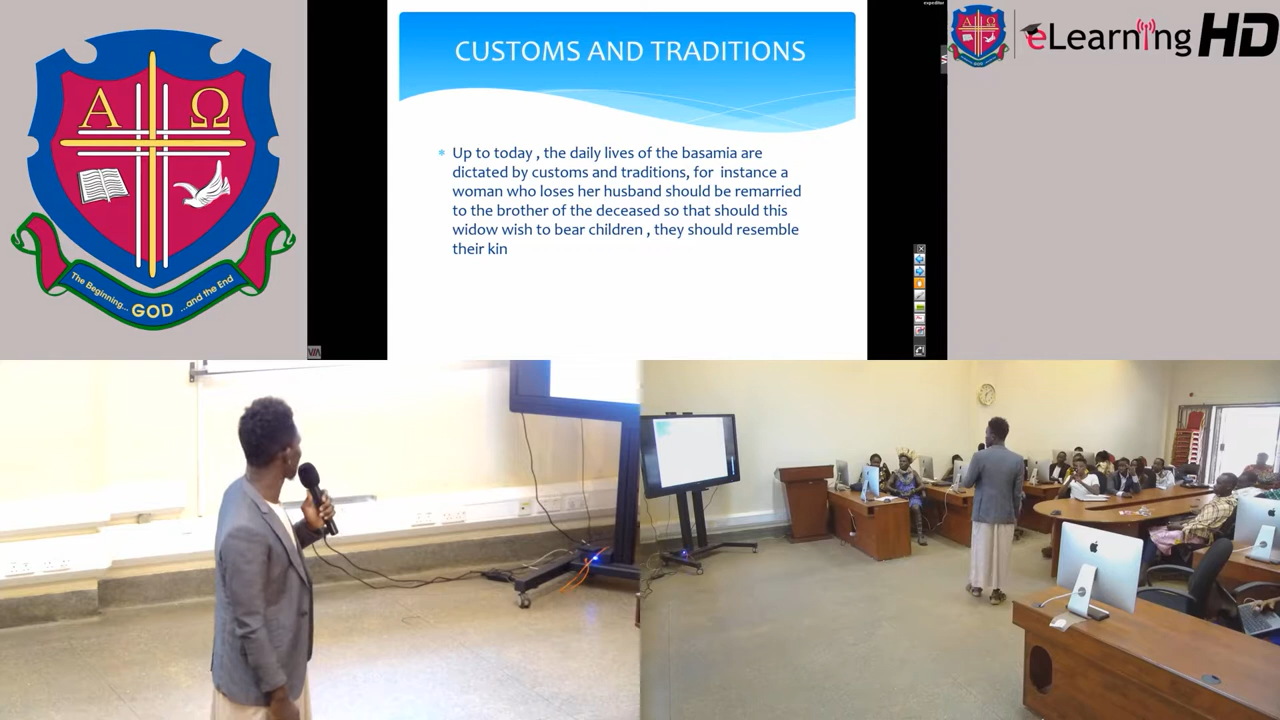 Α Ω
The Beginning... GOD ...and the End
VIA
CUSTOMS AND TRADITIONS
* Up to today , the daily lives of the basamia are
dictated by customs and traditions, for instance a
woman who loses her husband should be remarried
to the brother of the deceased so that should this
widow wish to bear children , they should resemble
their kin
expeditor
Α Ω
eLearning HD